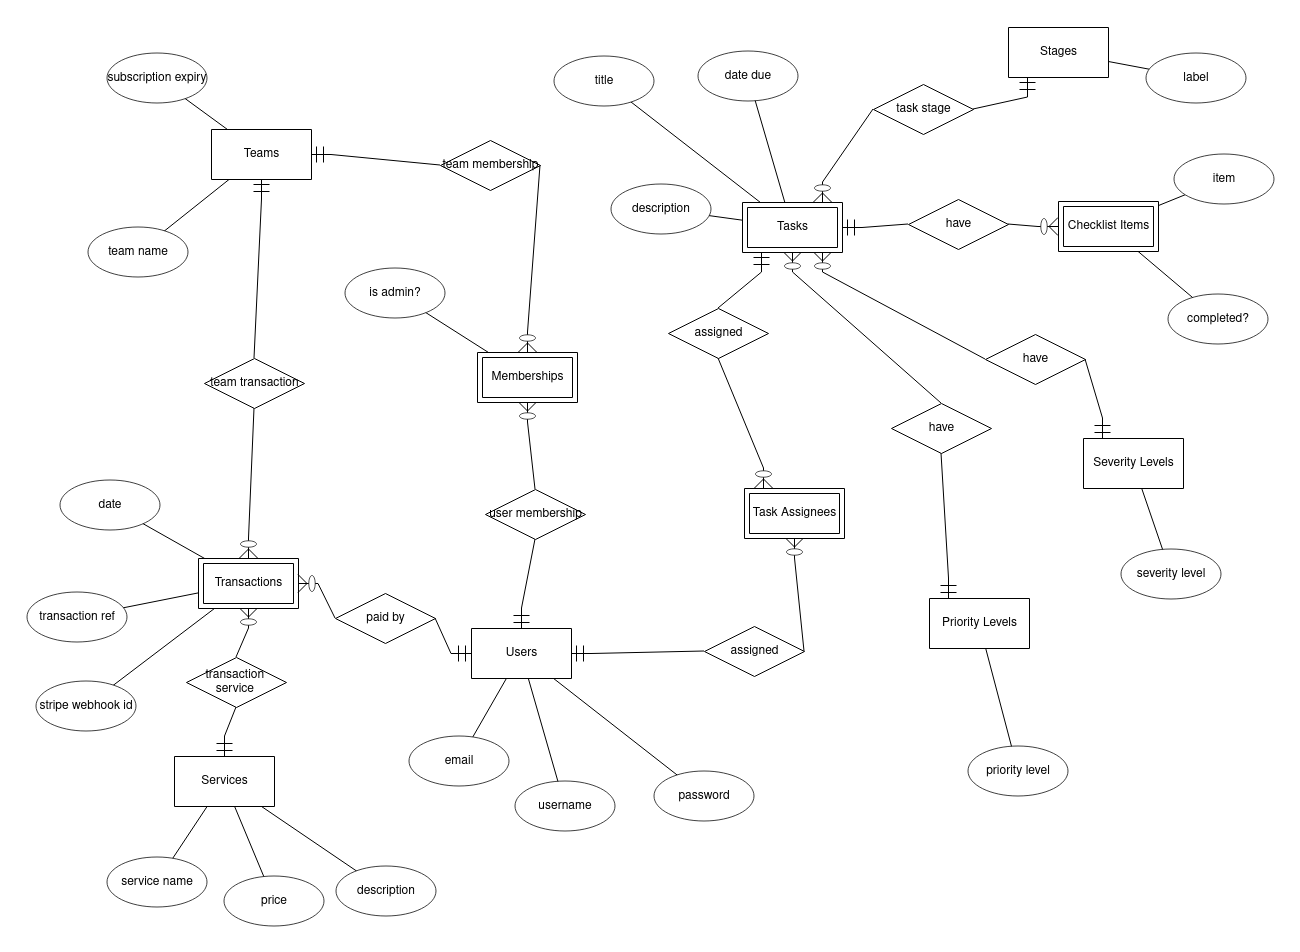 Stages
subscription expiry
title
date due
label
task stage
Teams
team membership
item
description
Tasks
have
Checklist Items
team name
is admin?
completed?
assigned
have
team transaction
Memberships
have
Severity Levels
date
user membership
Task Assignees
severity level
Transactions
transaction ref
paid by
Priority Levels
Users
assigned
transaction
service
stripe webhook id
email
priority level
Services
username
password
service name
price
description